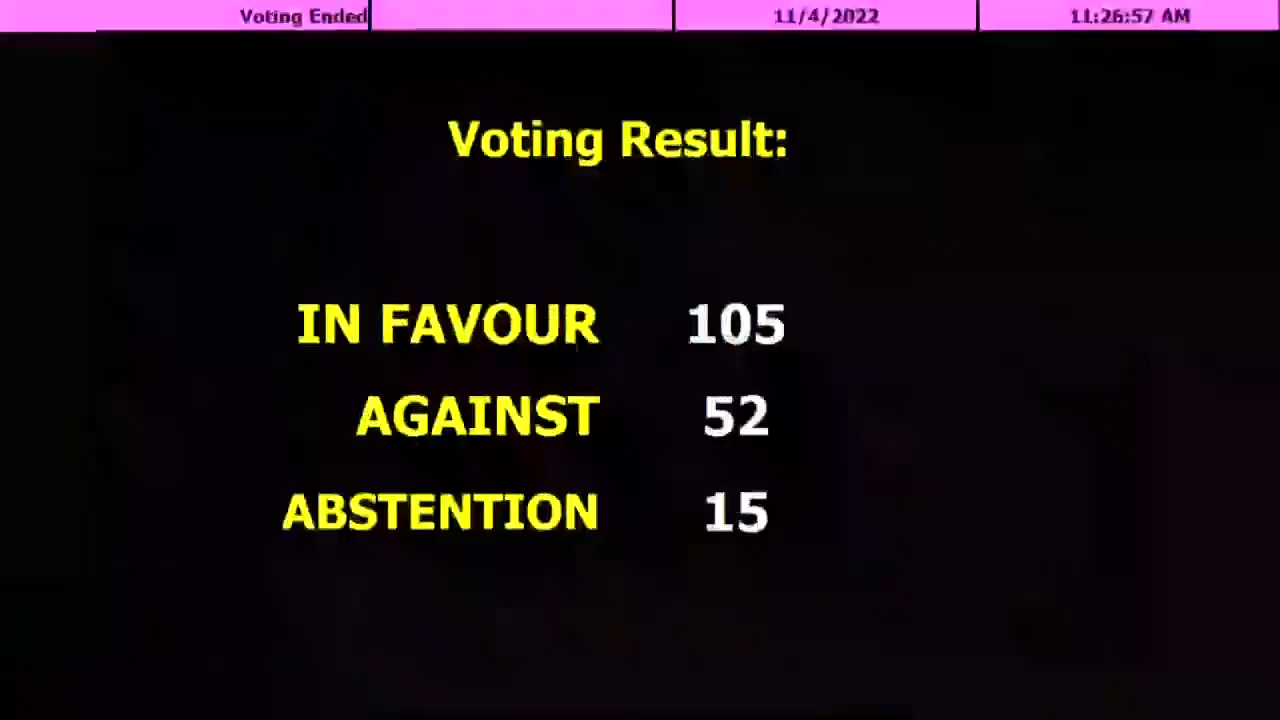 Voting Ended 11/4/2022 11:26:57 AM
Voting Result:
IN FAVOUR 105
AGAINST 52
ABSTENTION 15